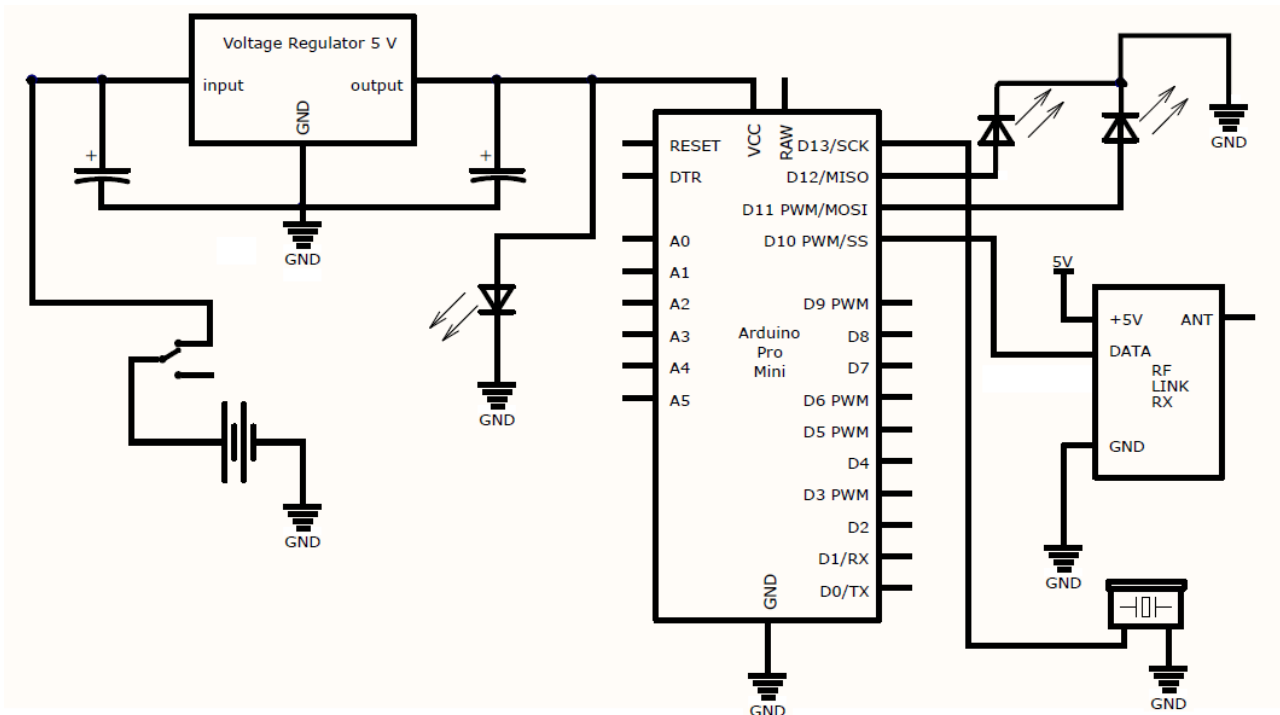 Voltage Regulator 5 V
input
output
GND
+
+
GND
GND
GND
VCC
RAW
RESET
DTR
A0
A1
A2
A3
A4
A5
Arduino
Pro
Mini
D13/SCK
D12/MISO
D11 PWM/MOSI
D10 PWM/SS
D9 PWM
D8
D7
D6 PWM
D5 PWM
D4
D3 PWM
D2
D1/RX
D0/TX
GND
GND
GND
5V
+5V
ANT
DATA
RF
LINK
RX
GND
GND
GND